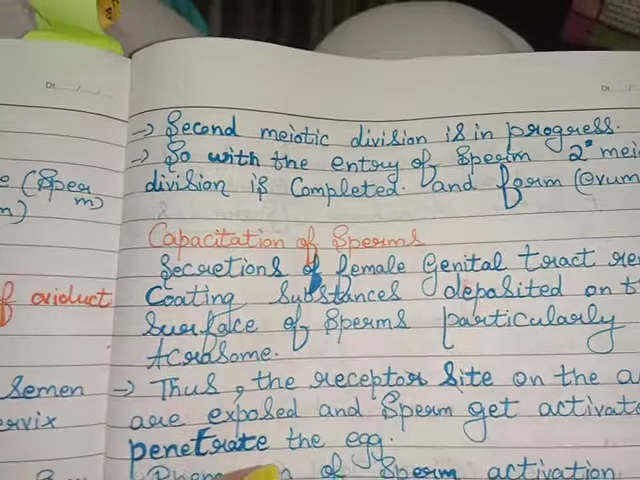 Dt.../.../...
Dt.../...
→ Second meiotic division is in progress.
→ So with the entry of Sperm 2° mei
division is Completed. and form (ovum
e (Sper
m)
m)
Capacitation of Sperms
Secretions of female Genital tract re
f oviduct
Coating Substances deposited on t
Surface of Sperms particularly
Acrosome.
Semen
→ Thus, the receptor Site on the a
ervix
are exposed and Sperm get activat
penetrate the egg.
of Sperm activation